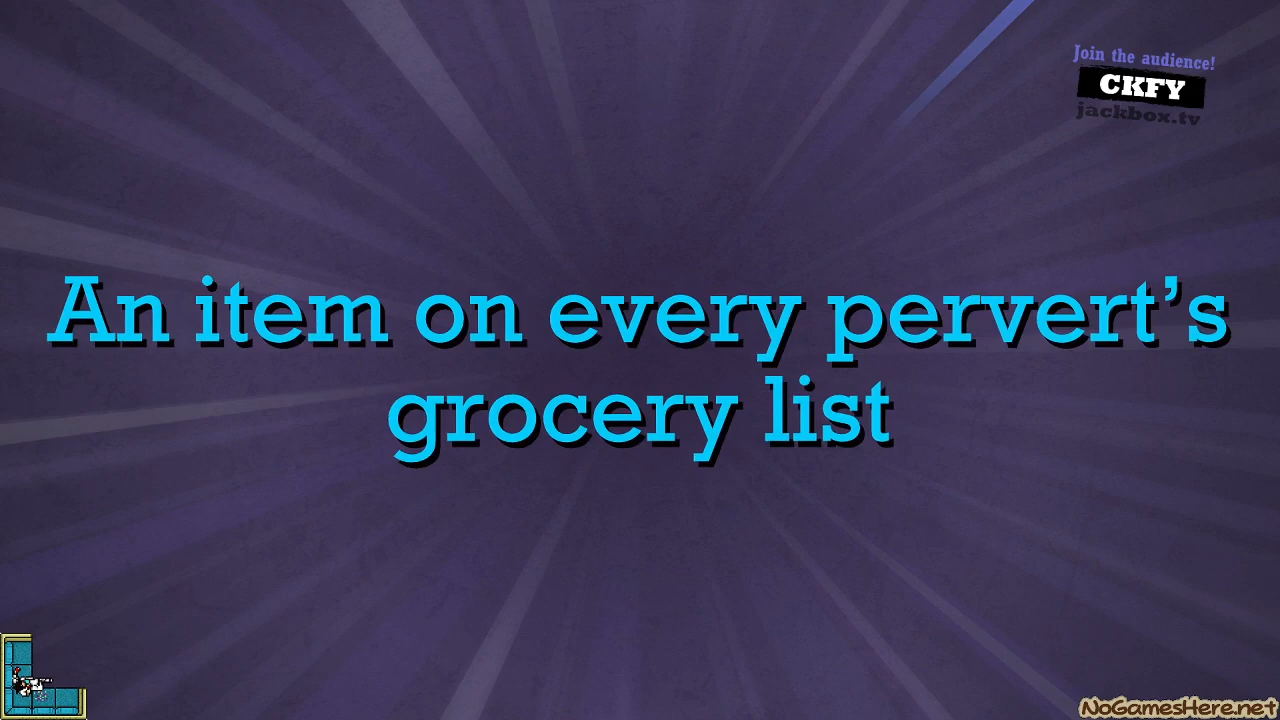 Join the audience!
CKFY
jackbox.tv
An item on every pervert’s
grocery list
NoGamesHere.net